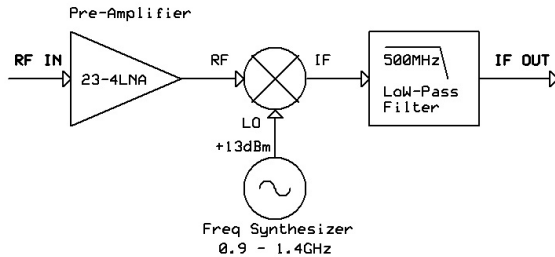 Pre-Amplifier
RF IN
23-4LNA
RF
IF
500MHz
LoW-Pass
Filter
IF OUT
LO
+13dBm
Freq Synthesizer
0.9 - 1.4GHz